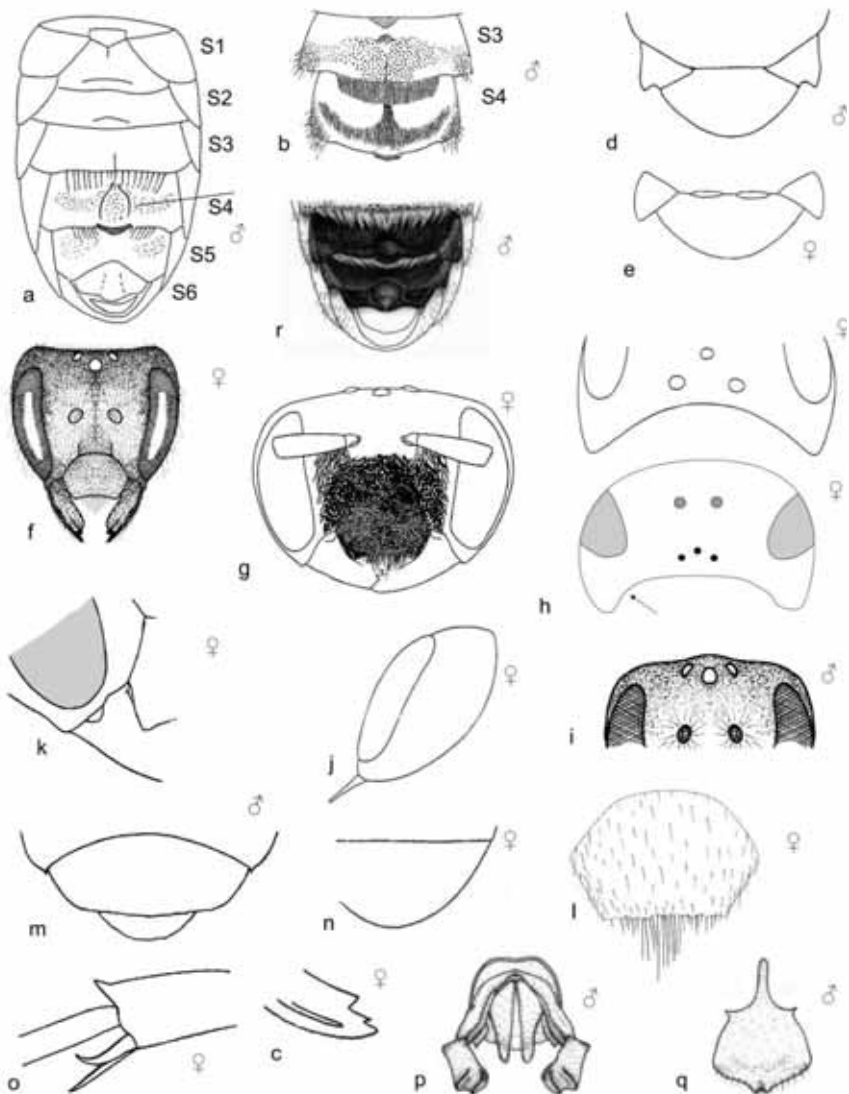 S1
S2
S3
S4
♂
S5
a
S6
S3
♂
S4
b
♂
r
d
♂
e
♀
♀
f
♀
g
♀
♀
h
♀
k
♀
j
♂
i
♂
m
♀
n
♀
l
o
♀
♀
c
♂
p
♂
q